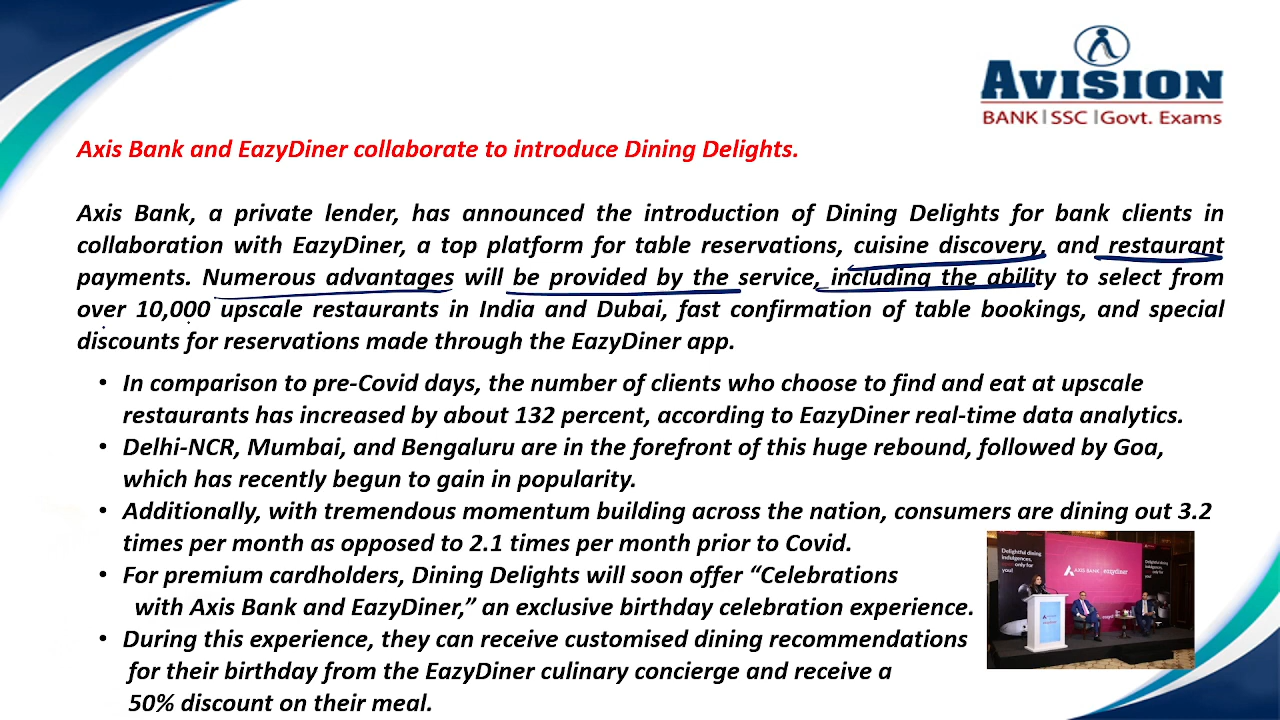 AVISION
BANK | SSC | Govt. Exams
Axis Bank and EazyDiner collaborate to introduce Dining Delights.
Axis Bank, a private lender, has announced the introduction of Dining Delights for bank clients in
collaboration with EazyDiner, a top platform for table reservations, cuisine discovery, and restaurant
payments. Numerous advantages will be provided by the service, including the ability to select from
over 10,000 upscale restaurants in India and Dubai, fast confirmation of table bookings, and special
discounts for reservations made through the EazyDiner app.
• In comparison to pre-Covid days, the number of clients who choose to find and eat at upscale
restaurants has increased by about 132 percent, according to EazyDiner real-time data analytics.
• Delhi-NCR, Mumbai, and Bengaluru are in the forefront of this huge rebound, followed by Goa,
which has recently begun to gain in popularity.
• Additionally, with tremendous momentum building across the nation, consumers are dining out 3.2
times per month as opposed to 2.1 times per month prior to Covid.
• For premium cardholders, Dining Delights will soon offer “Celebrations
with Axis Bank and EazyDiner,” an exclusive birthday celebration experience.
• During this experience, they can receive customised dining recommendations
for their birthday from the EazyDiner culinary concierge and receive a
50% discount on their meal.
Delightful dining
indulgences,
only for
you!
AXIS BANK | eazydiner